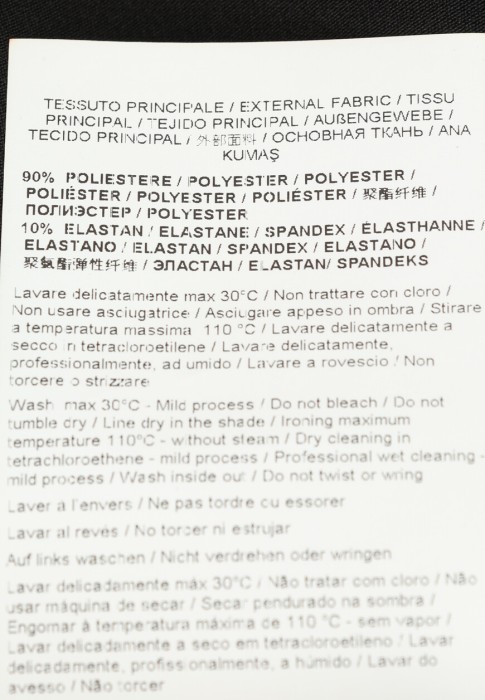 TESSUTO PRINCIPALE / EXTERNAL FABRIC / TISSU
PRINCIPAL / TEJIDO PRINCIPAL / AUßENGEWEBE /
TECIDO PRINCIPAL / 外部面料 / ОСНОВНАЯ ТКАНЬ / ANA
KUMAŞ
90% POLIESTERE / POLYESTER / POLYESTER /
POLIÉSTER / POLYESTER / POLIÉSTER / 聚酯纤维 /
ПОЛИЭСТЕР / POLYESTER
10% ELASTAN / ELASTANE / SPANDEX / ÉLASTHANNE /
ELASTANO / ELASTAN / SPANDEX / ELASTANO /
聚氨酯弹性纤维 / ЭЛАСТАН / ELASTAN/ SPANDEKS
Lavare delicatamente max 30°C / Non trattare con cloro /
Non usare asciugatrice / Asciugare appeso in ombra / Stirare
a temperatura massima 110 °C / Lavare delicatamente a
secco in tetracloroetilene / Lavare delicatamente,
professionalmente, ad umido / Lavare a rovescio / Non
torcere o strizzare
Wash max 30°C - Mild process / Do not bleach / Do not
tumble dry / Line dry in the shade / Ironing maximum
temperature 110°C - without steam / Dry cleaning in
tetrachloroethene - mild process / Professional wet cleaning -
mild process / Wash inside out / Do not twist or wring
Laver a l'envers / Ne pas tordre cu essorer
Lavar al revés / No torcer ni estrujar
Auf links waschen / Nicht verdrehen oder wringen
Lavar delicadamente máx 30°C / Não tratar com cloro / Não
usar máquina de secar / Secar pendurado na sombra /
Engomar à temperatura máxima de 110 °C - sem vapor /
Lavar delicadamente a seco em tetracloroetileno / Lavar
delicadamente, profissionalmente, a húmido / Lavar do
avesso / Não torcer